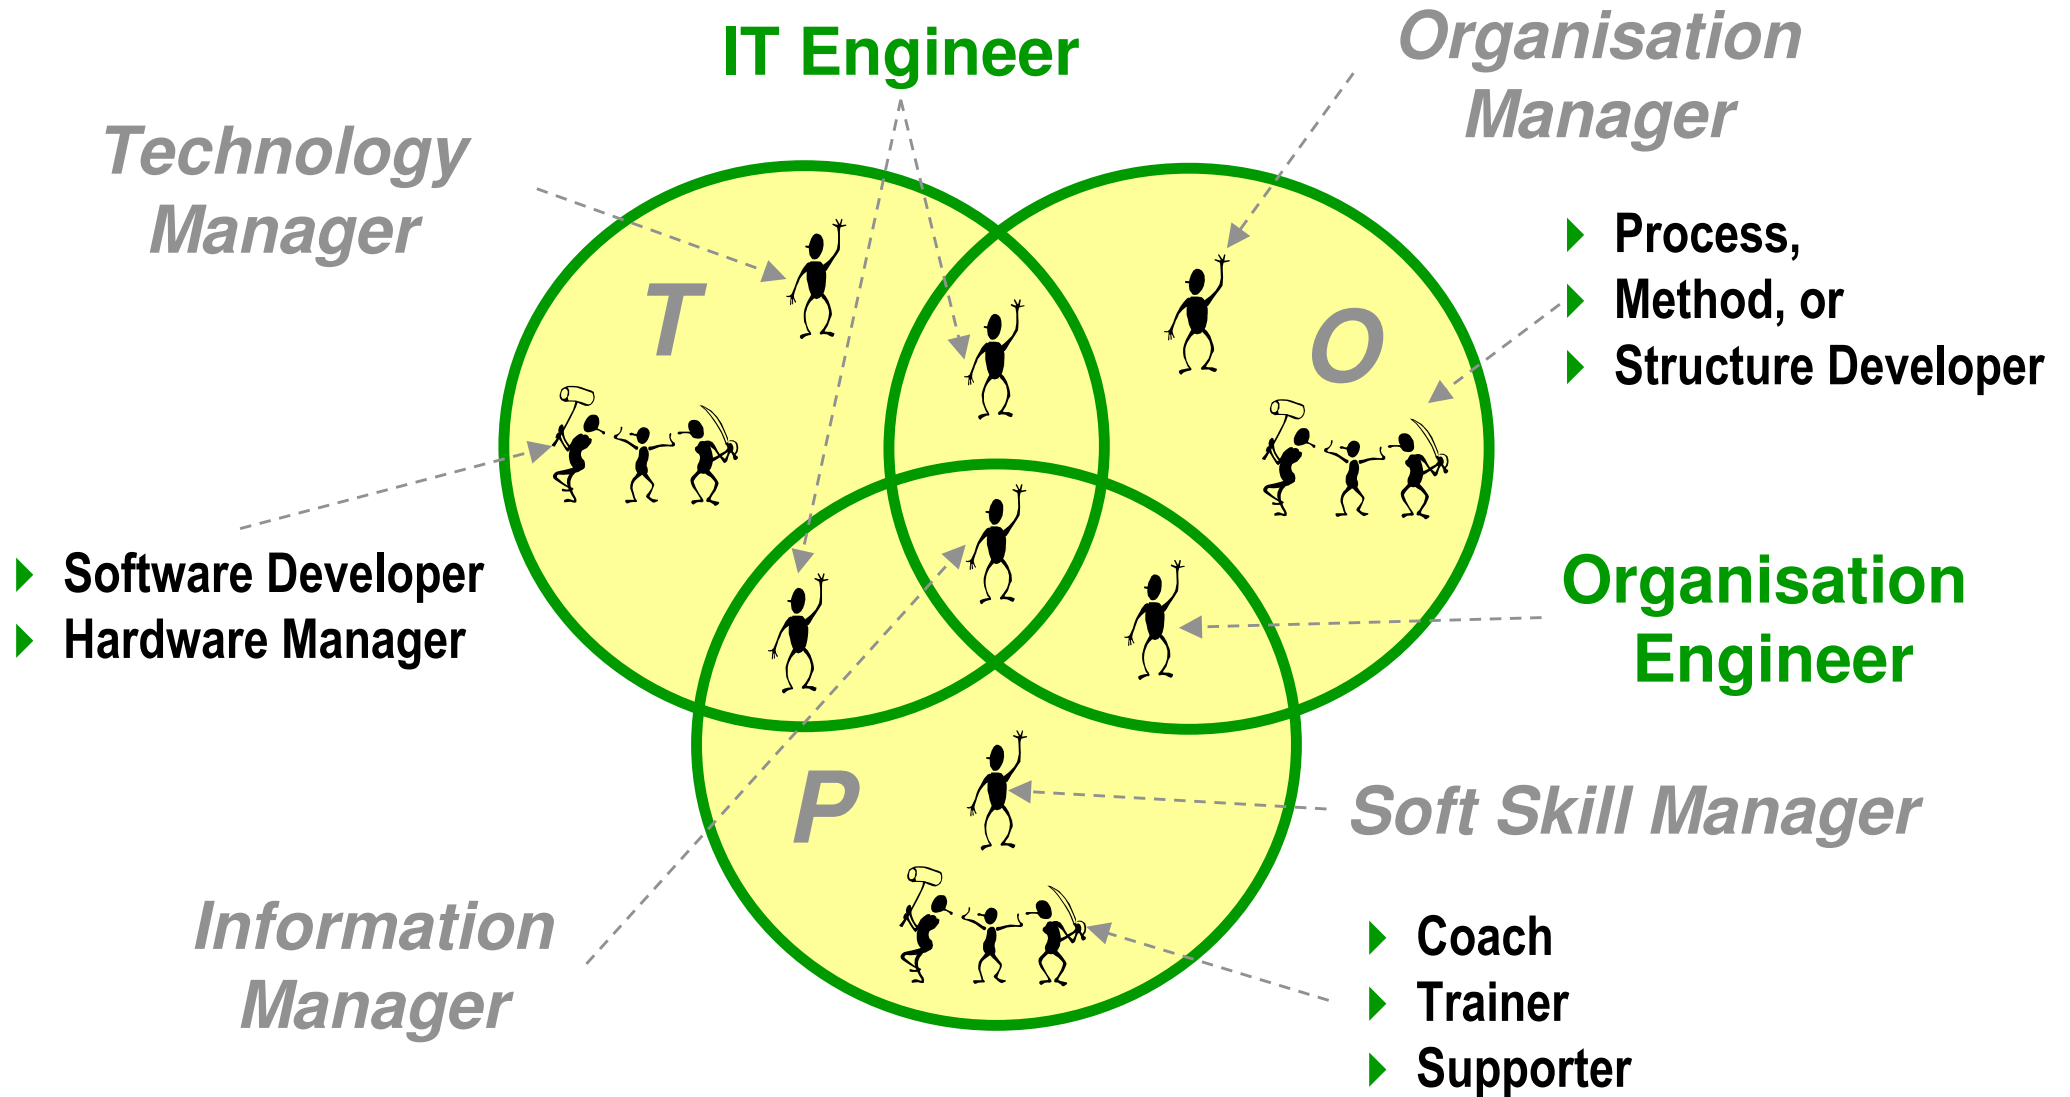 IT Engineer
Organisation
Manager
Technology
Manager
Process,
Method, or
Structure Developer
T
O
Software Developer
Hardware Manager
Organisation
Engineer
P
Soft Skill Manager
Information
Manager
Coach
Trainer
Supporter